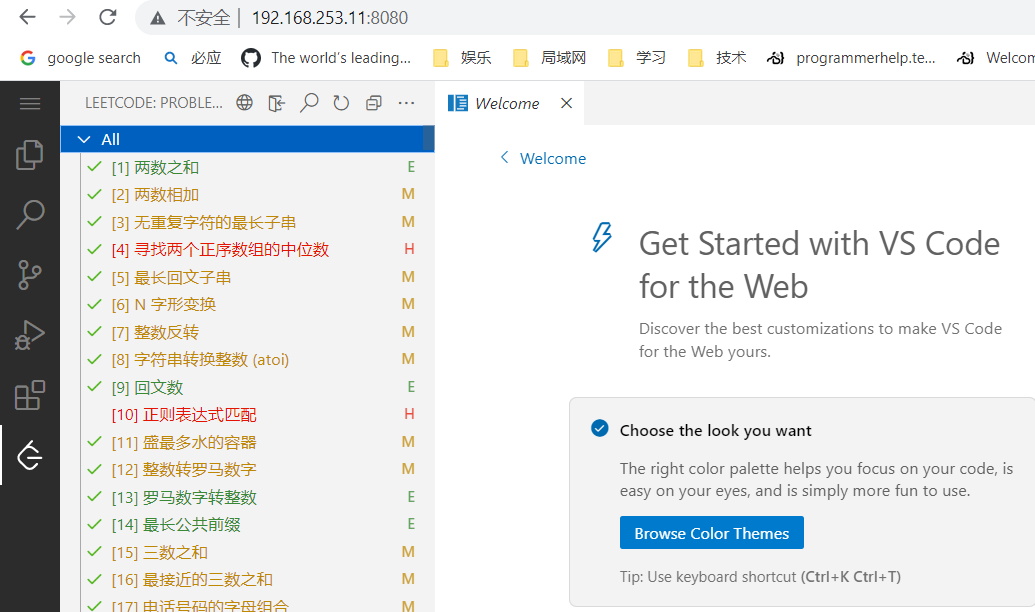 不安全 | 192.168.253.11:8080
google search 必应 The world's leading... 娱乐 局域网 学习 技术 programmerhelp.te... Welcom
LEETCODE: PROBLE... ...
All
[1] 两数之和 E
[2] 两数相加 M
[3] 无重复字符的最长子串 M
[4] 寻找两个正序数组的中位数 H
[5] 最长回文子串 M
[6] N 字形变换 M
[7] 整数反转 M
[8] 字符串转换整数 (atoi) M
[9] 回文数 E
[10] 正则表达式匹配 H
[11] 盛最多水的容器 M
[12] 整数转罗马数字 M
[13] 罗马数字转整数 E
[14] 最长公共前缀 E
[15] 三数之和 M
[16] 最接近的三数之和 M
[17] 电话号码的字母组合 M
Welcome
Welcome
Get Started with VS Code
for the Web
Discover the best customizations to make VS Code
for the Web yours.
Choose the look you want
The right color palette helps you focus on your code, is
easy on your eyes, and is simply more fun to use.
Browse Color Themes
Tip: Use keyboard shortcut (Ctrl+K Ctrl+T)